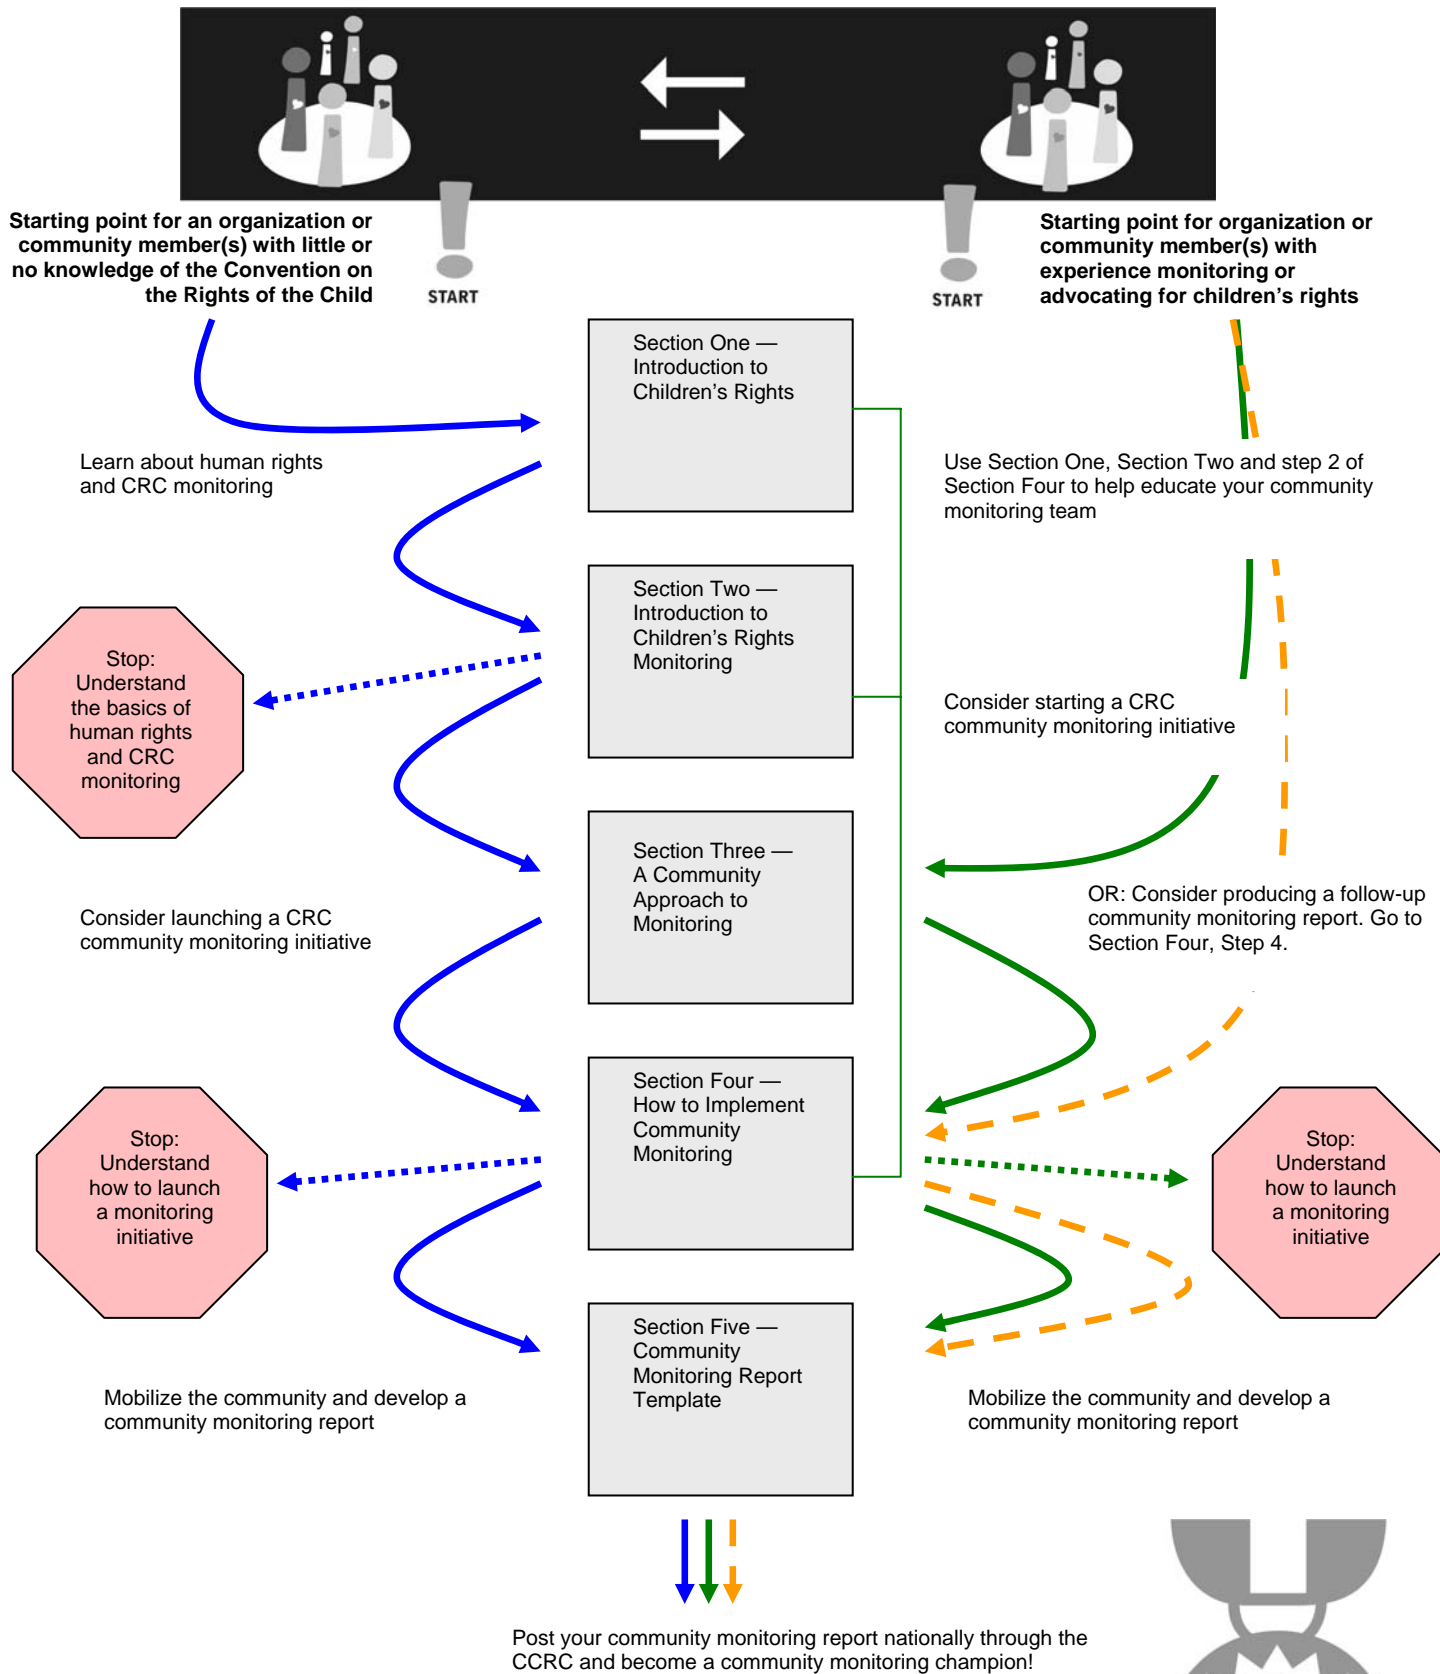 Starting point for an organization or
community member(s) with little or
no knowledge of the Convention on
the Rights of the Child
START
START
Starting point for organization or
community member(s) with
experience monitoring or
advocating for children’s rights
Section One —
Introduction to
Children’s Rights
Learn about human rights
and CRC monitoring
Use Section One, Section Two and step 2 of
Section Four to help educate your community
monitoring team
Section Two —
Introduction to
Children’s Rights
Monitoring
Stop:
Understand
the basics of
human rights
and CRC
monitoring
Consider starting a CRC
community monitoring initiative
Section Three —
A Community
Approach to
Monitoring
Consider launching a CRC
community monitoring initiative
OR: Consider producing a follow-up
community monitoring report. Go to
Section Four, Step 4.
Section Four —
How to Implement
Community
Monitoring
Stop:
Understand
how to launch
a monitoring
initiative
Stop:
Understand
how to launch
a monitoring
initiative
Section Five —
Community
Monitoring Report
Template
Mobilize the community and develop a
community monitoring report
Mobilize the community and develop a
community monitoring report
Post your community monitoring report nationally through the
CCRC and become a community monitoring champion!